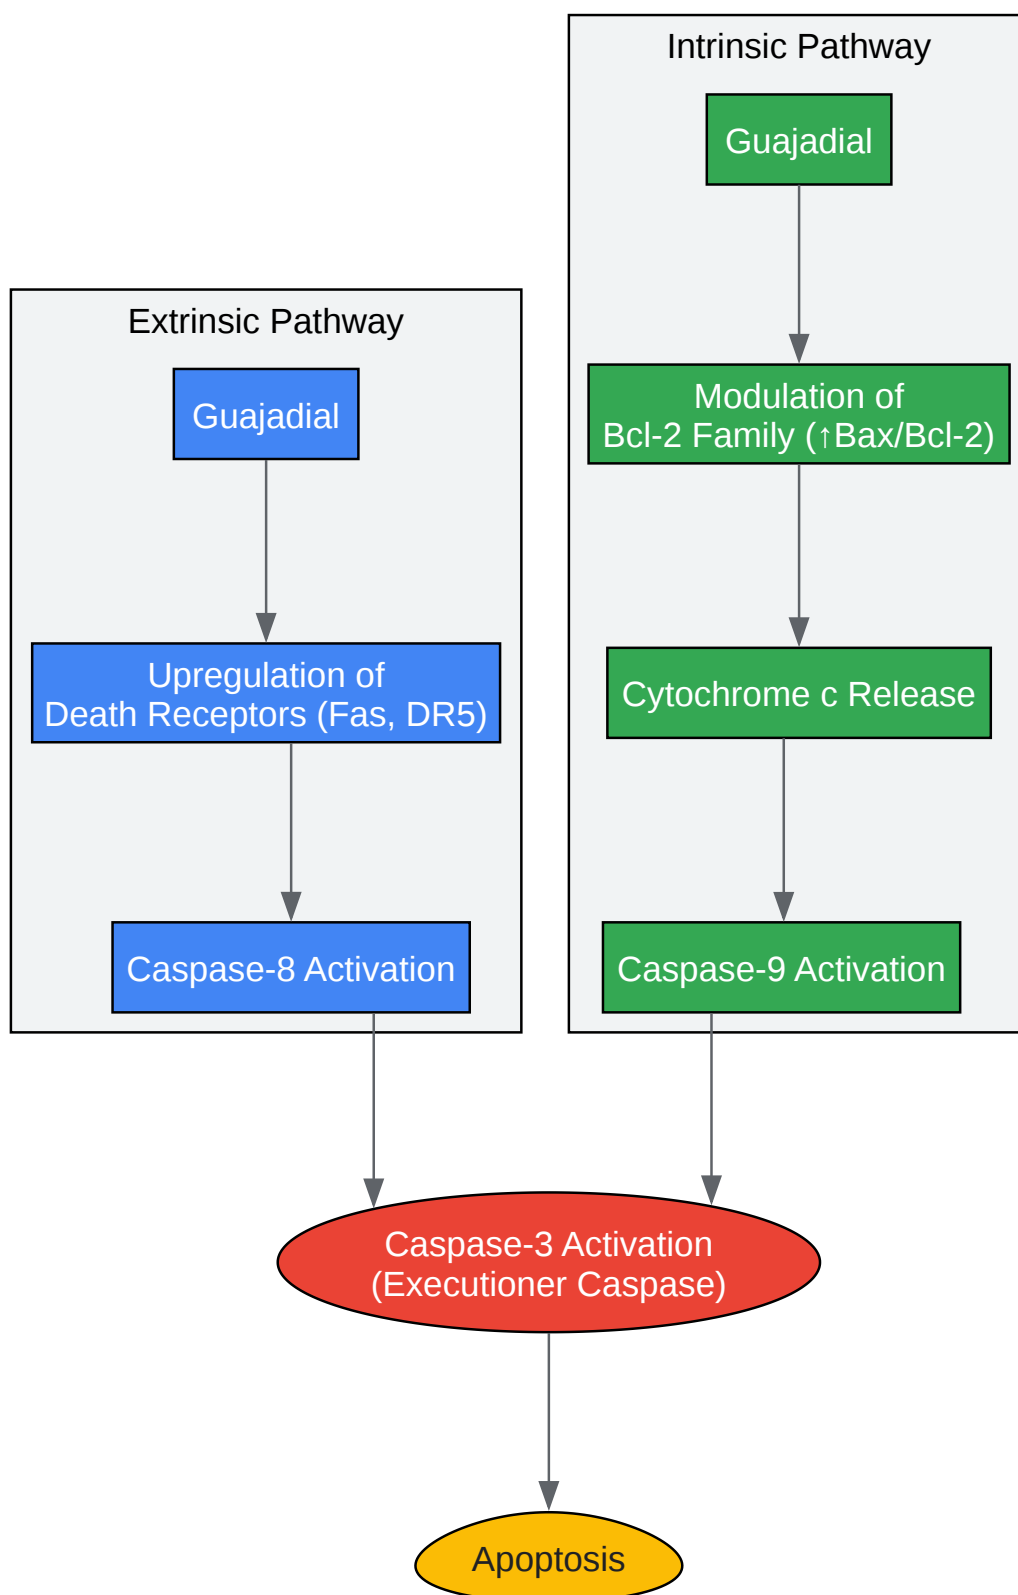 Extrinsic Pathway
Guajadial
Upregulation of
Death Receptors (Fas, DR5)
Caspase-8 Activation
Intrinsic Pathway
Guajadial
Modulation of
Bcl-2 Family (↑Bax/Bcl-2)
Cytochrome c Release
Caspase-9 Activation
Caspase-3 Activation
(Executioner Caspase)
Apoptosis